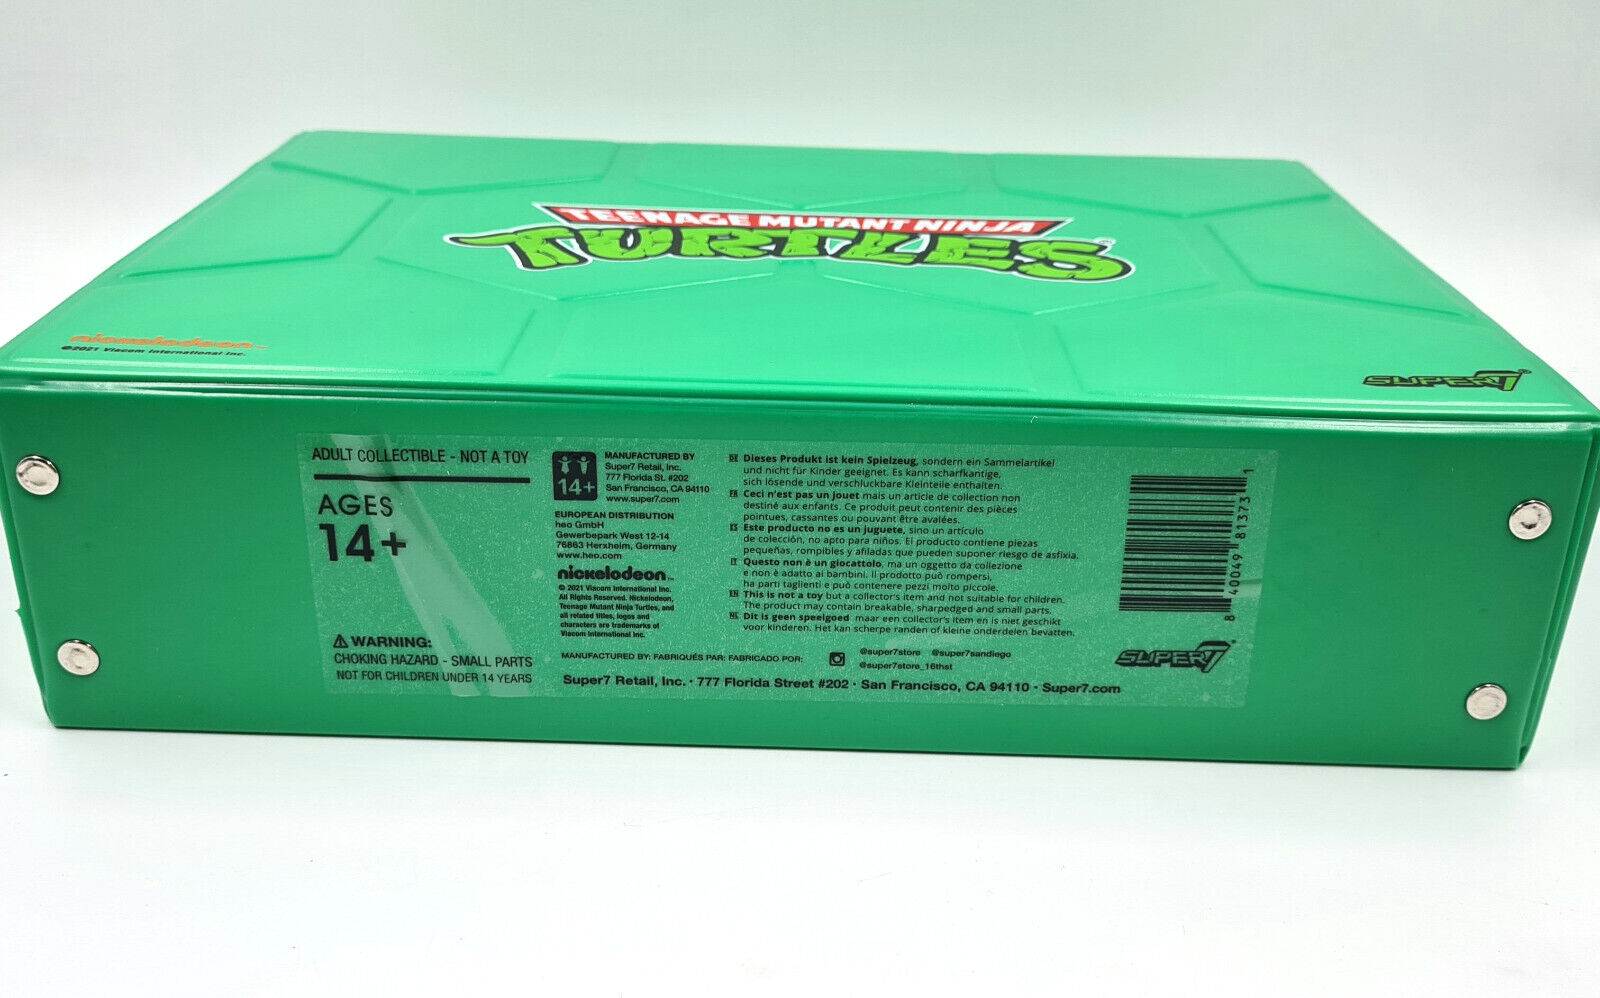 TEENAGE MUTANT NINJA
TURTLES
nickelodeon™
©2021 Viacom International Inc.
SUPER7®
ADULT COLLECTIBLE - NOT A TOY
AGES
14+
⚠ WARNING:
CHOKING HAZARD - SMALL PARTS
NOT FOR CHILDREN UNDER 14 YEARS
14+
MANUFACTURED BY
Super7 Retail, Inc.
777 Florida St. #202
San Francisco, CA 94110
www.super7.com
EUROPEAN DISTRIBUTION
heo GmbH
Gewerbepark West 12-14
76863 Herxheim, Germany
www.heo.com
nickelodeon™
© 2021 Viacom International Inc.
All Rights Reserved. Nickelodeon,
Teenage Mutant Ninja Turtles, and
all related titles, logos and
characters are trademarks of
Viacom International Inc.
DE Dieses Produkt ist kein Spielzeug, sondern ein Sammelartikel
und nicht für Kinder geeignet. Es kann scharfkantige,
sich lösende und verschluckbare Kleinteile enthalten.
FR Ceci n'est pas un jouet mais un article de collection non
destiné aux enfants. Ce produit peut contenir des pièces
pointues, cassantes ou pouvant être avalées.
ES Este producto no es un juguete, sino un artículo
de colección, no apto para niños. El producto contiene piezas
pequeñas, rompibles y afiladas que pueden suponer riesgo de asfixia.
IT Questo non è un giocattolo, ma un oggetto da collezione
e non è adatto ai bambini. Il prodotto può rompersi,
ha parti taglienti e può contenere pezzi molto piccole.
EN This is not a toy but a collector's item and not suitable for children.
The product may contain breakable, sharpedged and small parts.
NL Dit is geen speelgoed maar een collector's item en is niet geschikt
voor kinderen. Het kan scherpe randen of kleine onderdelen bevatten.
MANUFACTURED BY: FABRIQUÉS PAR: FABRICADO POR:
@super7store @super7sandiego
@super7store_16thst
Super7 Retail, Inc. · 777 Florida Street #202 · San Francisco, CA 94110 · Super7.com
8 40049 81373 1
SUPER7®